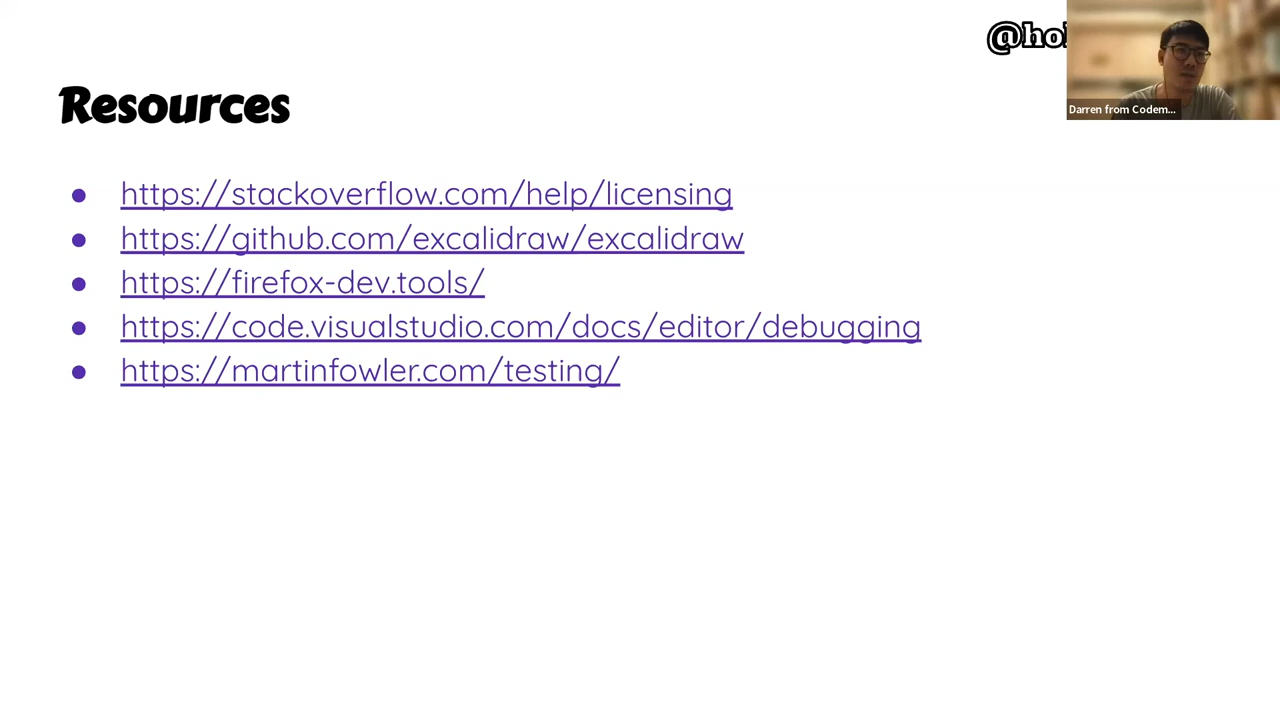 @ho
Resources
https://stackoverflow.com/help/licensing
https://github.com/excalidraw/excalidraw
https://firefox-dev.tools/
https://code.visualstudio.com/docs/editor/debugging
https://martinfowler.com/testing/
Darren from Codem...